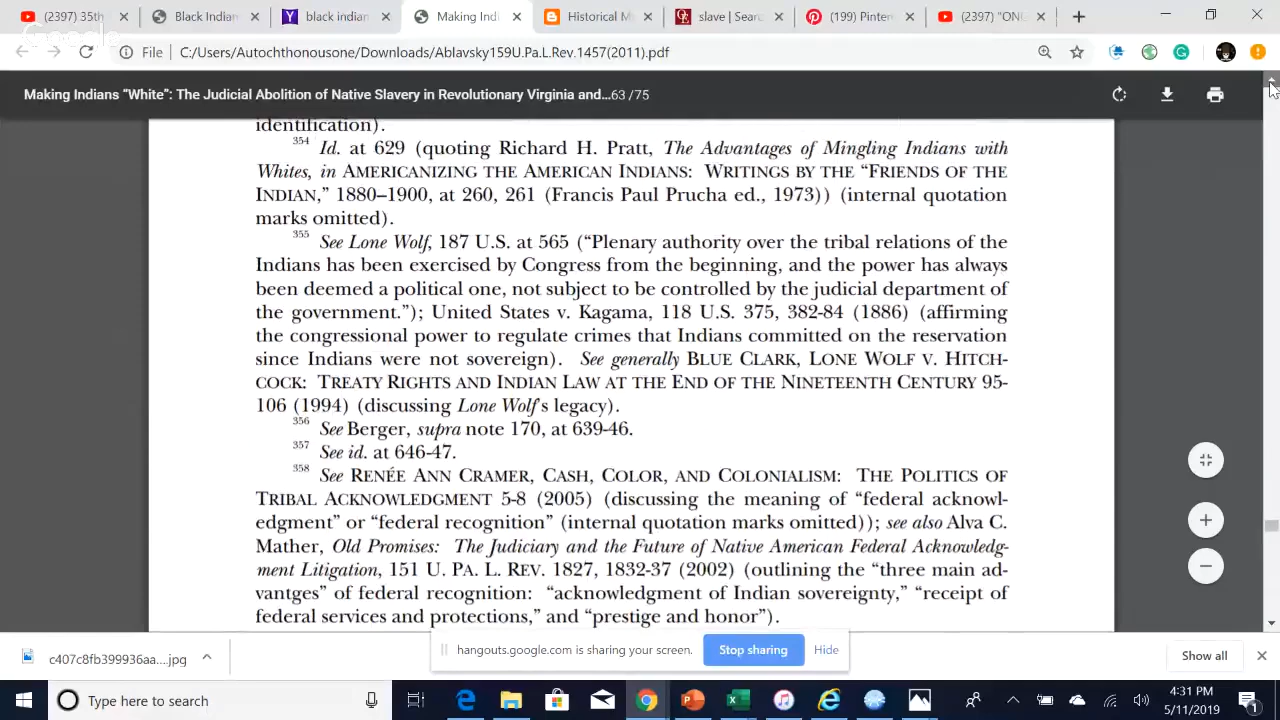 (2397) 35th
Black Indian
black indian
Making Indi
Historical M
slave | Searc
(199) Pinter
(2397) "ONE
File
C:/Users/Autochthonousone/Downloads/Ablavsky159U.Pa.L.Rev.1457(2011).pdf
Making Indians “White”: The Judicial Abolition of Native Slavery in Revolutionary Virginia and... 63 / 75
identification).
354 Id. at 629 (quoting Richard H. Pratt, The Advantages of Mingling Indians with
Whites, in AMERICANIZING THE AMERICAN INDIANS: WRITINGS BY THE “FRIENDS OF THE
INDIAN,” 1880–1900, at 260, 261 (Francis Paul Prucha ed., 1973)) (internal quotation
marks omitted).
355 See Lone Wolf, 187 U.S. at 565 (“Plenary authority over the tribal relations of the
Indians has been exercised by Congress from the beginning, and the power has always
been deemed a political one, not subject to be controlled by the judicial department of
the government.”); United States v. Kagama, 118 U.S. 375, 382-84 (1886) (affirming
the congressional power to regulate crimes that Indians committed on the reservation
since Indians were not sovereign). See generally BLUE CLARK, LONE WOLF V. HITCH-
COCK: TREATY RIGHTS AND INDIAN LAW AT THE END OF THE NINETEENTH CENTURY 95-
106 (1994) (discussing Lone Wolf’s legacy).
356 See Berger, supra note 170, at 639-46.
357 See id. at 646-47.
358 See RENÉE ANN CRAMER, CASH, COLOR, AND COLONIALISM: THE POLITICS OF
TRIBAL ACKNOWLEDGMENT 5-8 (2005) (discussing the meaning of “federal acknowl-
edgment” or “federal recognition” (internal quotation marks omitted)); see also Alva C.
Mather, Old Promises: The Judiciary and the Future of Native American Federal Acknowledg-
ment Litigation, 151 U. PA. L. REV. 1827, 1832-37 (2002) (outlining the “three main ad-
vantges” of federal recognition: “acknowledgment of Indian sovereignty,” “receipt of
federal services and protections,” and “prestige and honor”).
c407c8fb399936aa....jpg
hangouts.google.com is sharing your screen.
Stop sharing
Hide
Show all
Type here to search
4:31 PM
5/11/2019